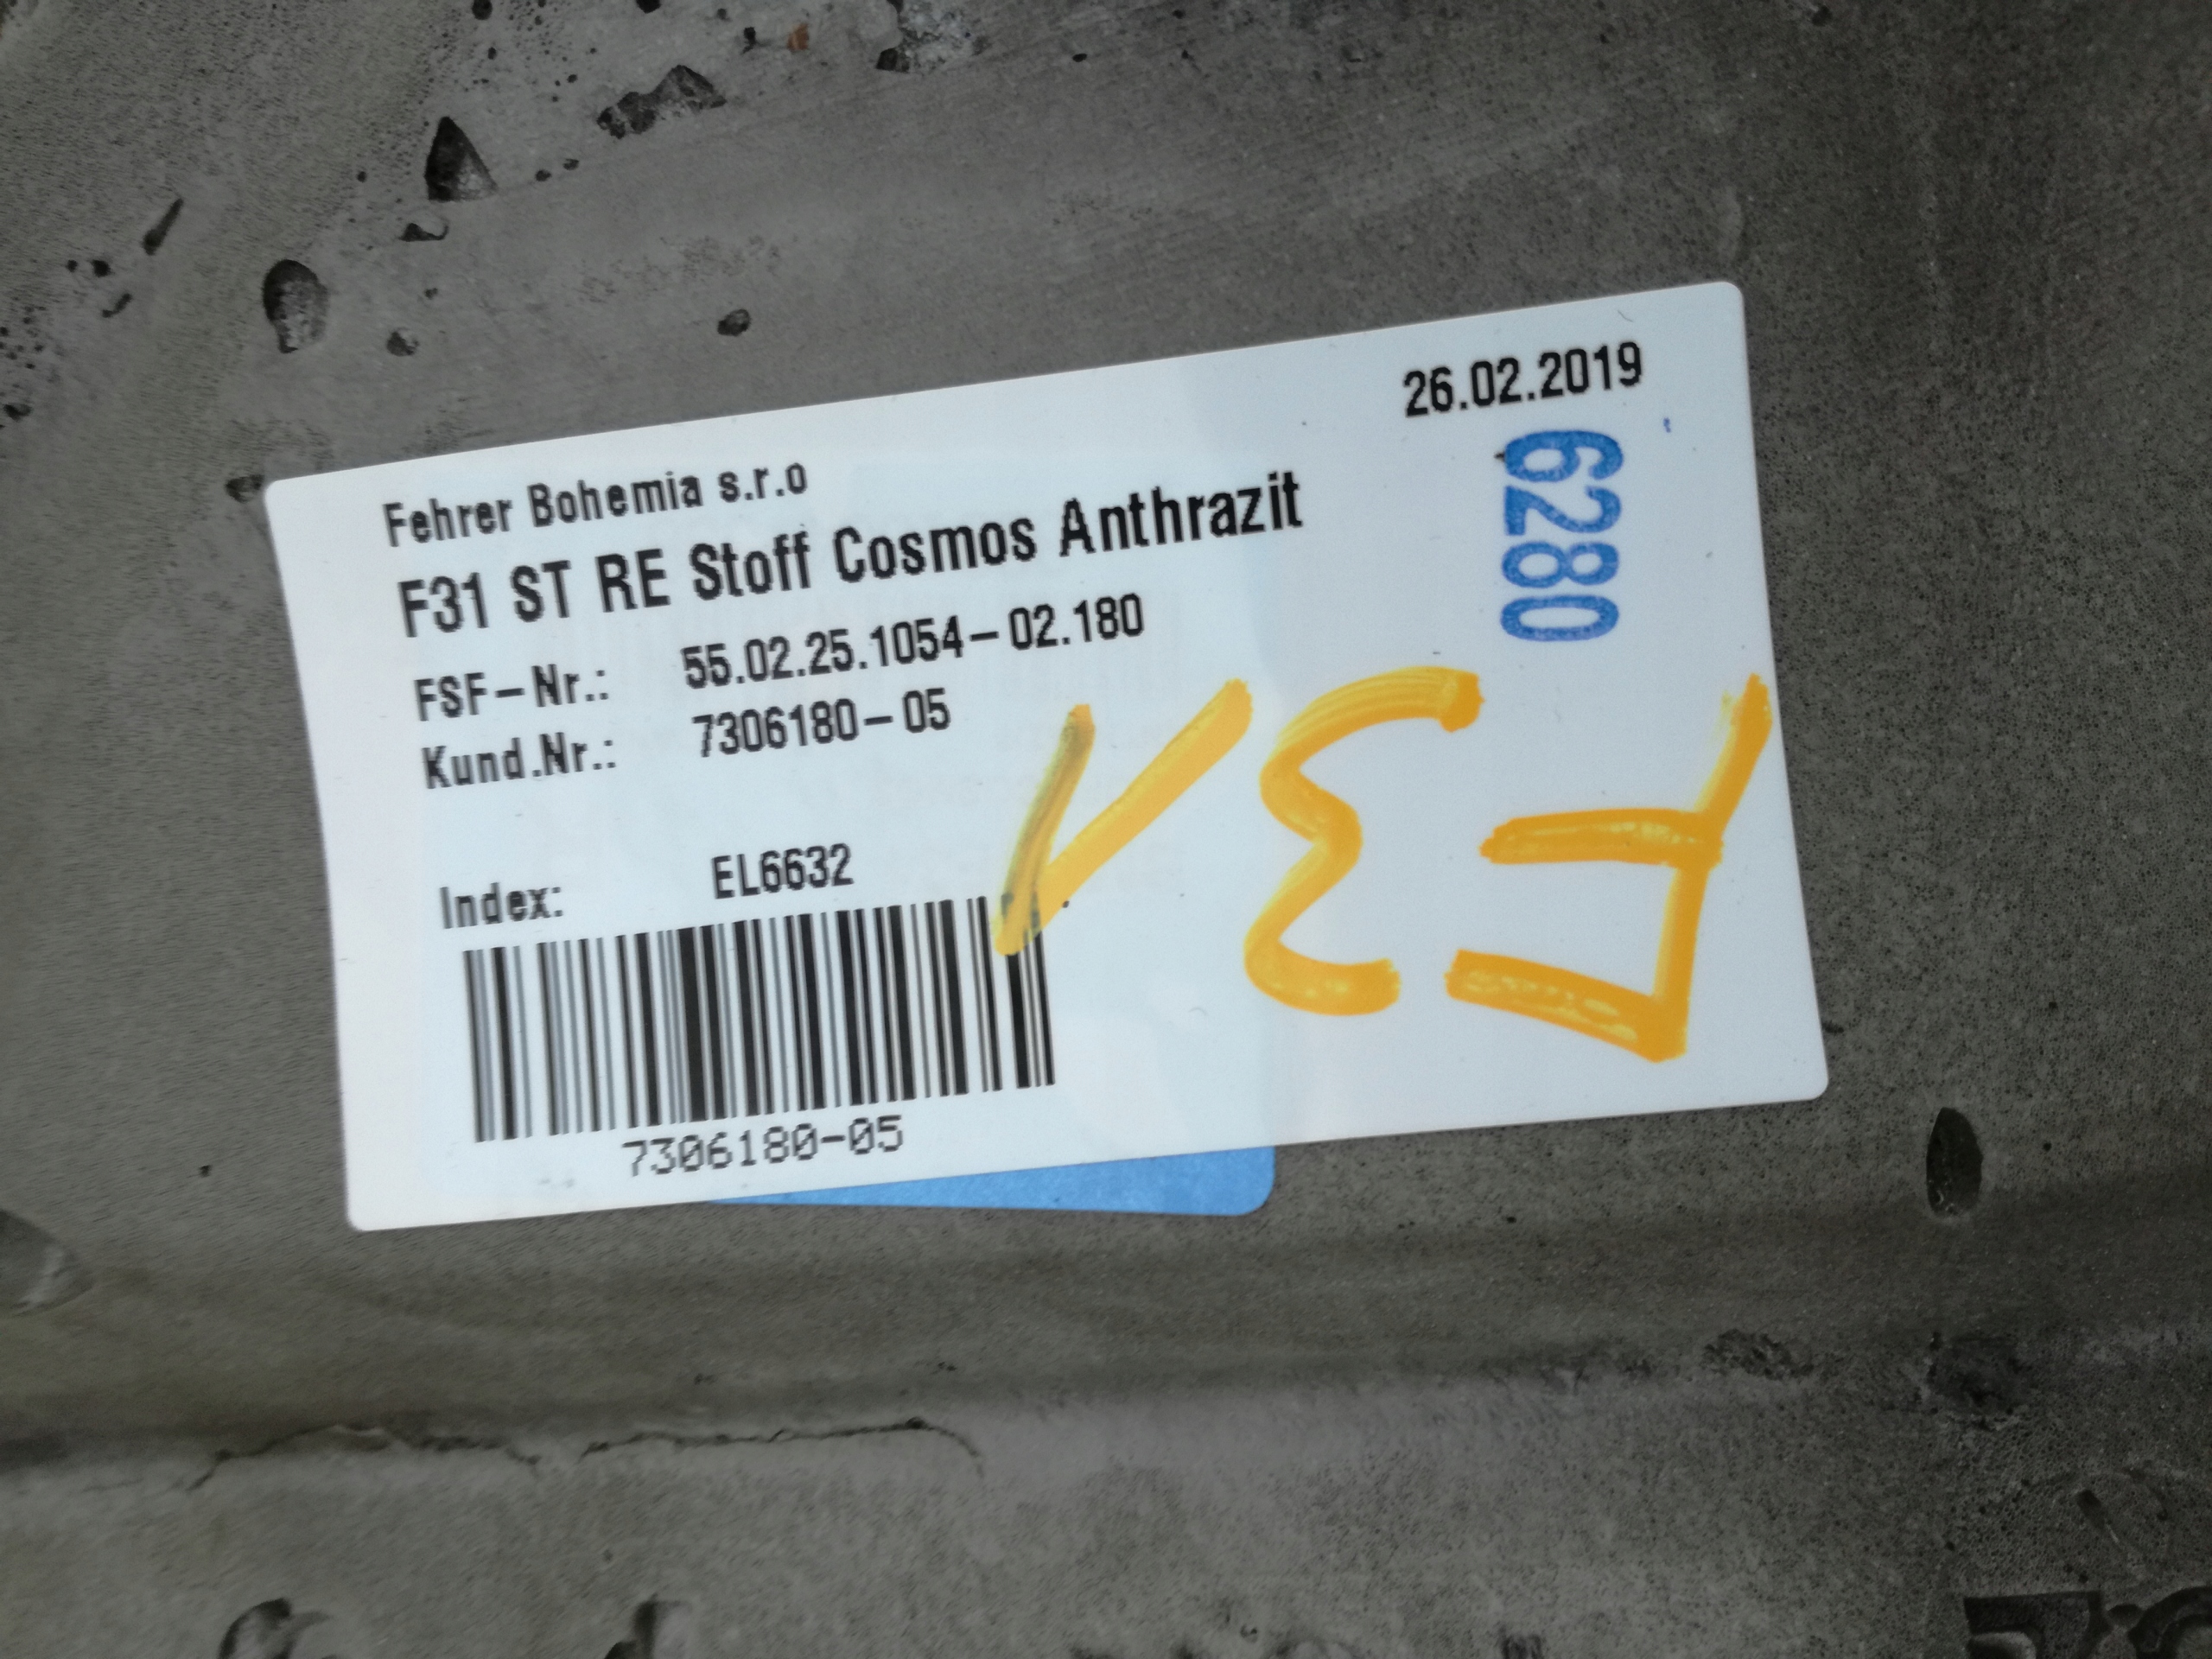 26.02.2019
6280
Fehrer Bohemia s.r.o
F31 ST RE Stoff Cosmos Anthrazit
FSF-Nr.: 55.02.25.1054-02.180
Kund.Nr.: 7306180-05
Index: EL6632
7306180-05
F31